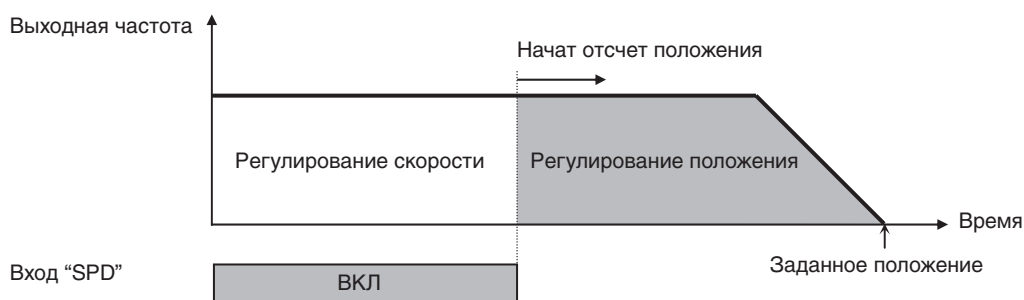 Выходная частота
Начат отсчет положения
Регулирование скорости
Регулирование положения
Время
Заданное положение
Вход “SPD”
ВКЛ